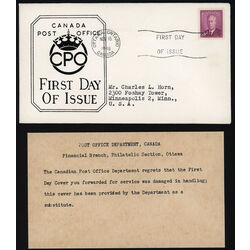 CANADA
POST OFFICE
CPO
FIRST DAY
OF ISSUE
OTTAWA
FIRST DAY
OF ISSUE
Mr. Charles L. Horn,
2300 Foshay Tower,
Minneapolis 2, Minn.,
U. S. A.
POST OFFICE DEPARTMENT, CANADA
Financial Branch, Philatelic Section, Ottawa
The Canadian Post Office Department regrets that the First
Day Cover you forwarded for service was damaged in handling;
this cover has been provided by the Department as a
substitute.